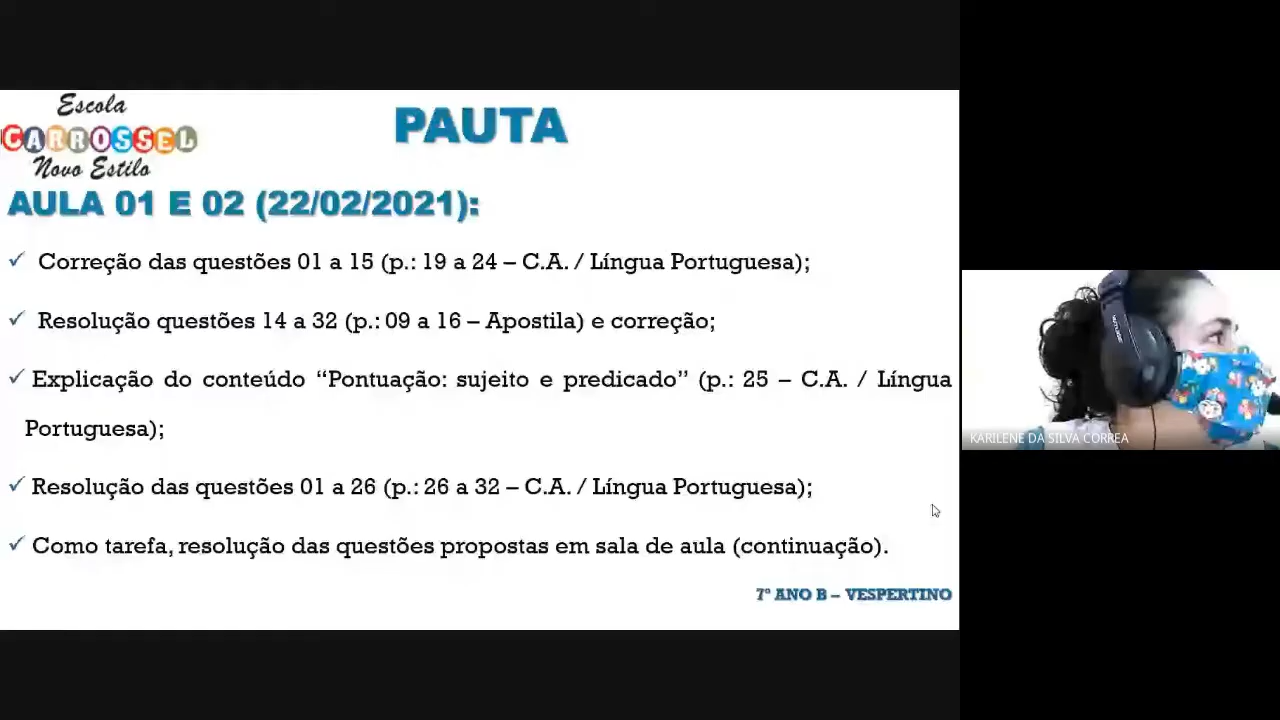 Escola
CARROSSEL
Novo Estilo
PAUTA
AULA 01 E 02 (22/02/2021):
✓ Correção das questões 01 a 15 (p.: 19 a 24 – C.A. / Língua Portuguesa);
✓ Resolução questões 14 a 32 (p.: 09 a 16 – Apostila) e correção;
✓ Explicação do conteúdo “Pontuação: sujeito e predicado” (p.: 25 – C.A. / Língua
Portuguesa);
✓ Resolução das questões 01 a 26 (p.: 26 a 32 – C.A. / Língua Portuguesa);
✓ Como tarefa, resolução das questões propostas em sala de aula (continuação).
7º ANO B – VESPERTINO
KARILENE DA SILVA CORREA